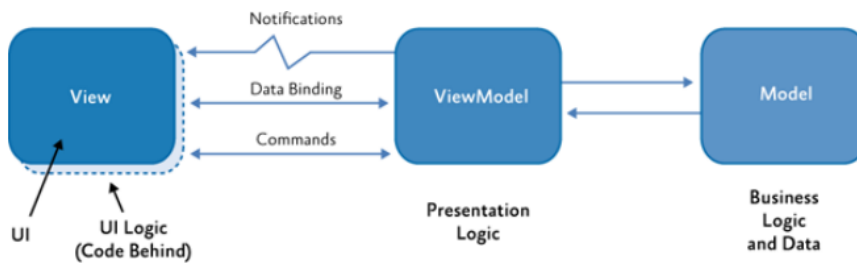 Notifications
View
Data Binding
ViewModel
Model
Commands
UI
UI Logic
(Code Behind)
Presentation
Logic
Business
Logic
and Data